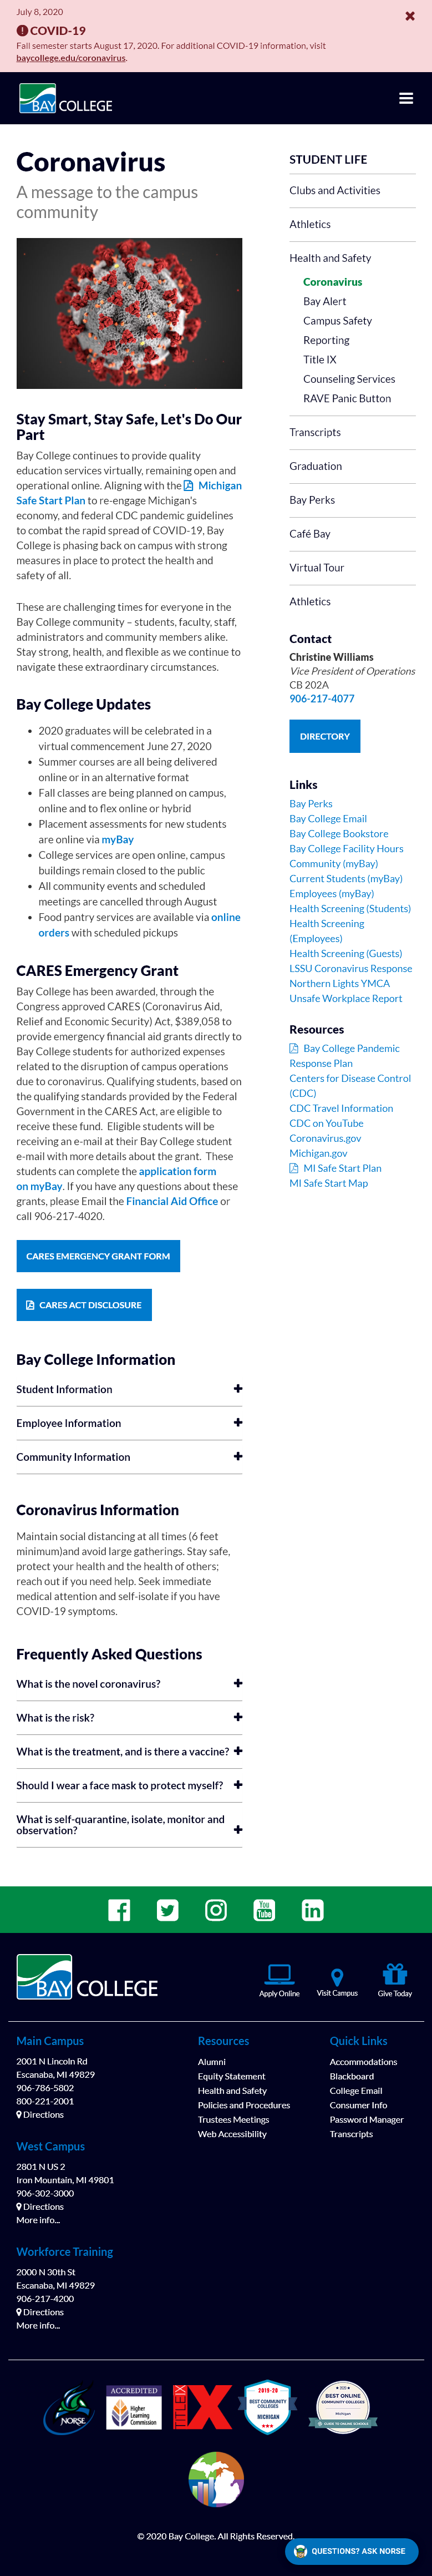 July 8, 2020
COVID-19
Fall semester starts August 17, 2020. For additional COVID-19 information, visit
baycollege.edu/coronavirus.
BAY COLLEGE
Coronavirus
A message to the campus
community
Stay Smart, Stay Safe, Let's Do Our
Part
Bay College continues to provide quality
education services virtually, remaining open and
operational online. Aligning with the Michigan
Safe Start Plan to re-engage Michigan's
economy, and federal CDC pandemic guidelines
to combat the rapid spread of COVID-19, Bay
College is phasing back on campus with strong
measures in place to protect the health and
safety of all.
These are challenging times for everyone in the
Bay College community – students, faculty, staff,
administrators and community members alike.
Stay strong, health, and flexible as we continue to
navigate these extraordinary circumstances.
Bay College Updates
2020 graduates will be celebrated in a
virtual commencement June 27, 2020
Summer courses are all being delivered
online or in an alternative format
Fall classes are being planned on campus,
online and to flex online or hybrid
Placement assessments for new students
are online via myBay
College services are open online, campus
buildings remain closed to the public
All community events and scheduled
meetings are cancelled through August
Food pantry services are available via online
orders with scheduled pickups
CARES Emergency Grant
Bay College has been awarded, through the
Congress approved CARES (Coronavirus Aid,
Relief and Economic Security) Act, $389,058 to
provide emergency financial aid grants directly to
Bay College students for authorized expenses
related to the disruption of campus operations
due to coronavirus. Qualifying students, based on
the guidance and formula provided by the Federal
Government in the CARES Act, are eligible to
receive these funds. Eligible students will be
receiving an e-mail at their Bay College student
e-mail with more detail about the grant. These
students can complete the application form
on myBay. If you have any questions about these
grants, please Email the Financial Aid Office or
call 906-217-4020.
CARES EMERGENCY GRANT FORM
CARES ACT DISCLOSURE
Bay College Information
Student Information
Employee Information
Community Information
Coronavirus Information
Maintain social distancing at all times (6 feet
minimum)and avoid large gatherings. Stay safe,
protect your health and the health of others;
reach out if you need help. Seek immediate
medical attention and self-isolate if you have
COVID-19 symptoms.
Frequently Asked Questions
What is the novel coronavirus?
What is the risk?
What is the treatment, and is there a vaccine?
Should I wear a face mask to protect myself?
What is self-quarantine, isolate, monitor and
observation?
STUDENT LIFE
Clubs and Activities
Athletics
Health and Safety
Coronavirus
Bay Alert
Campus Safety
Reporting
Title IX
Counseling Services
RAVE Panic Button
Transcripts
Graduation
Bay Perks
Café Bay
Virtual Tour
Athletics
Contact
Christine Williams
Vice President of Operations
CB 202A
906-217-4077
DIRECTORY
Links
Bay Perks
Bay College Email
Bay College Bookstore
Bay College Facility Hours
Community (myBay)
Current Students (myBay)
Employees (myBay)
Health Screening (Students)
Health Screening
(Employees)
Health Screening (Guests)
LSSU Coronavirus Response
Northern Lights YMCA
Unsafe Workplace Report
Resources
Bay College Pandemic
Response Plan
Centers for Disease Control
(CDC)
CDC Travel Information
CDC on YouTube
Coronavirus.gov
Michigan.gov
MI Safe Start Plan
MI Safe Start Map
You
Tube
BAY COLLEGE
Apply Online
Visit Campus
Give Today
Main Campus
2001 N Lincoln Rd
Escanaba, MI 49829
906-786-5802
800-221-2001
Directions
West Campus
2801 N US 2
Iron Mountain, MI 49801
906-302-3000
Directions
More info...
Workforce Training
2000 N 30th St
Escanaba, MI 49829
906-217-4200
Directions
More info...
Resources
Alumni
Equity Statement
Health and Safety
Policies and Procedures
Trustees Meetings
Web Accessibility
Quick Links
Accommodations
Blackboard
College Email
Consumer Info
Password Manager
Transcripts
NORSE
ACCREDITED
Higher
Learning
Commission
TITLE IX
2019-20
BEST COMMUNITY
COLLEGES
MICHIGAN
BEST ONLINE
COMMUNITY COLLEGES
Michigan
GUIDE TO ONLINE SCHOOLS
© 2020 Bay College. All Rights Reserved.
QUESTIONS? ASK NORSE